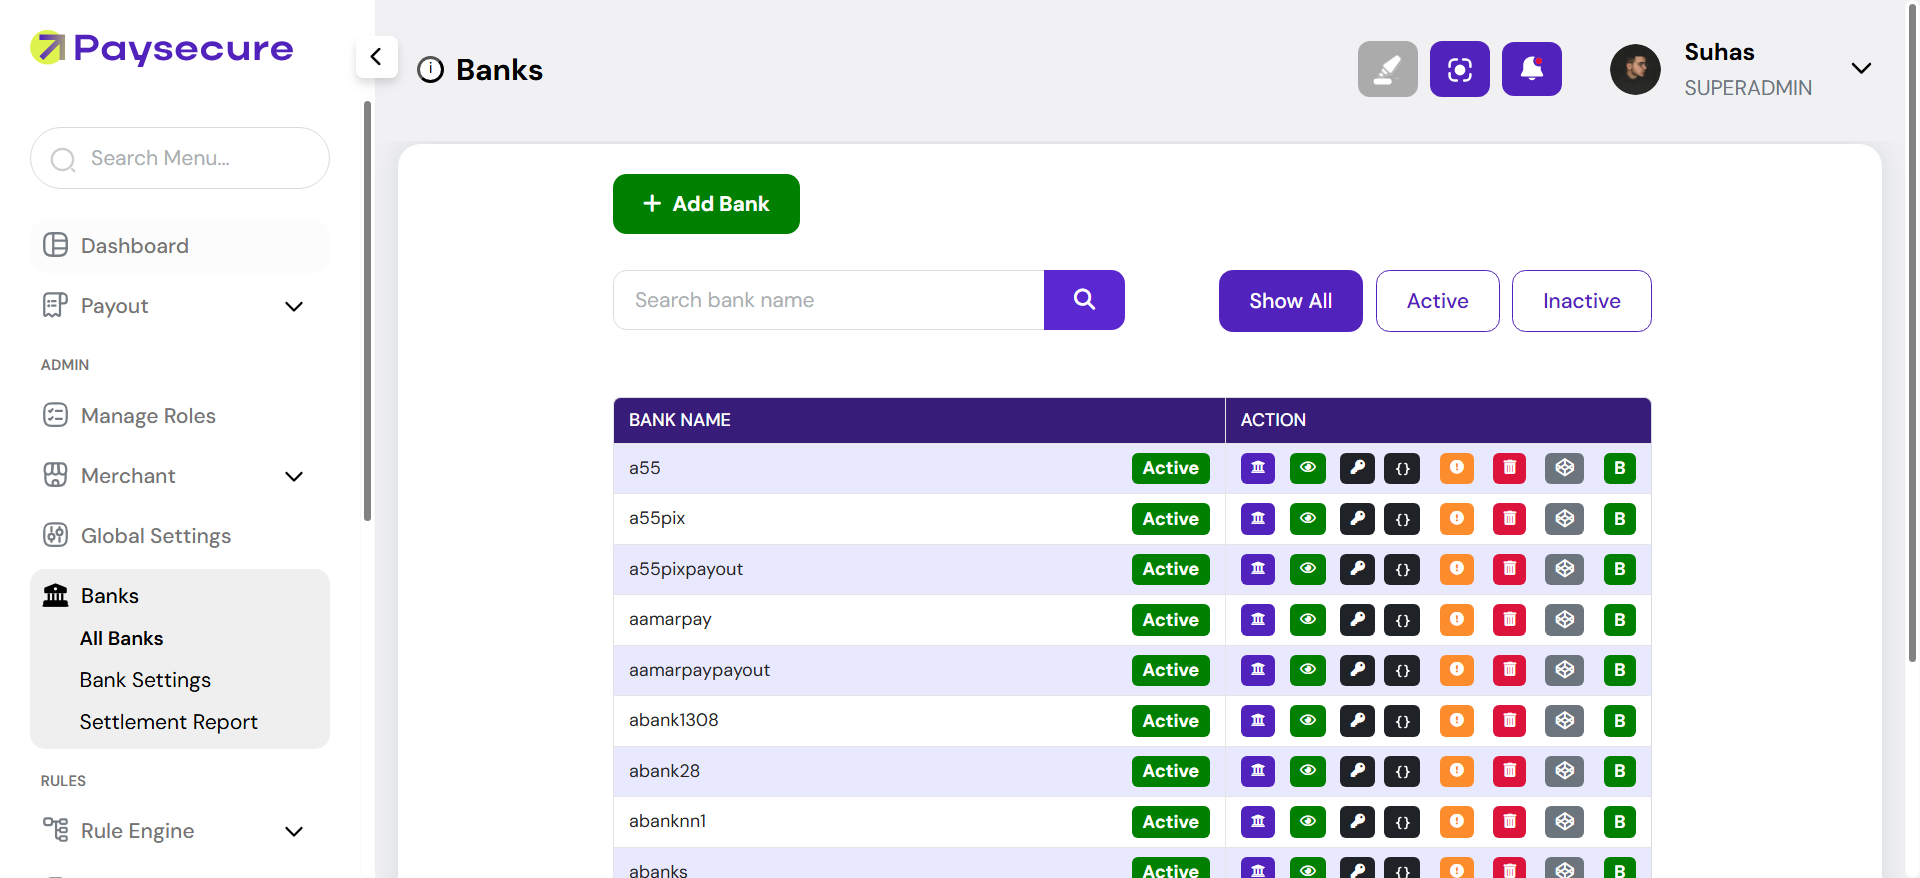 Paysecure
Banks
Suhas
SUPERADMIN
Search Menu...
Dashboard
Payout
ADMIN
Manage Roles
Merchant
Global Settings
Banks
All Banks
Bank Settings
Settlement Report
RULES
Rule Engine
+ Add Bank
Search bank name
Show All
Active
Inactive
BANK NAME ACTION
a55 Active {} B
a55pix Active {} B
a55pixpayout Active {} B
aamarpay Active {} B
aamarpaypayout Active {} B
abank1308 Active {} B
abank28 Active {} B
abanknn1 Active {} B
abanks Active {} B